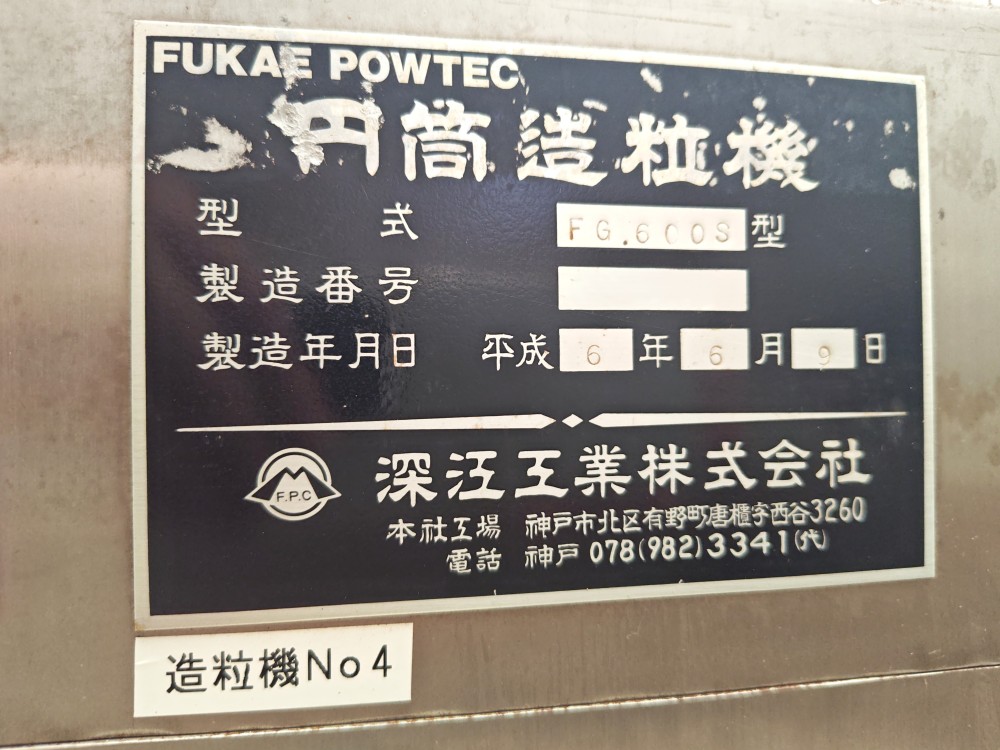 FUKAE POWTEC
円筒造粒機
型式 FG.600S 型
製造番号
製造年月日 平成 6 年 6 月 9 日
F.P.C
深江工業株式会社
本社工場 神戸市北区有野町唐櫃字西谷3260
電話 神戸 078(982)3341(代)
造粒機No4